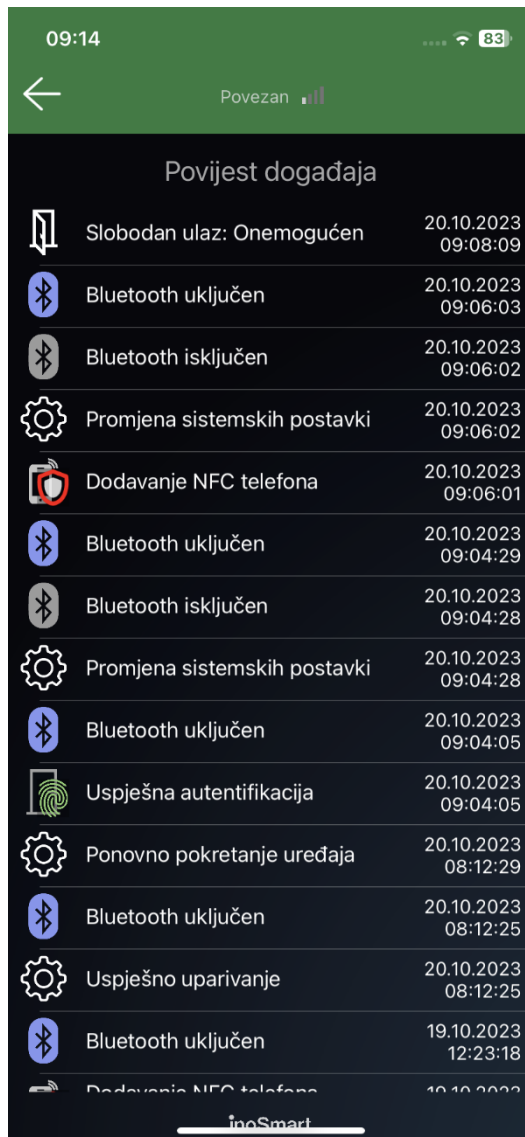 09:14
83
Povezan
Povijest događaja
Slobodan ulaz: Onemogućen
20.10.2023
09:08:09
Bluetooth uključen
20.10.2023
09:06:03
Bluetooth isključen
20.10.2023
09:06:02
Promjena sistemskih postavki
20.10.2023
09:06:02
Dodavanje NFC telefona
20.10.2023
09:06:01
Bluetooth uključen
20.10.2023
09:04:29
Bluetooth isključen
20.10.2023
09:04:28
Promjena sistemskih postavki
20.10.2023
09:04:28
Bluetooth uključen
20.10.2023
09:04:05
Uspješna autentifikacija
20.10.2023
09:04:05
Ponovno pokretanje uređaja
20.10.2023
08:12:29
Bluetooth uključen
20.10.2023
08:12:25
Uspješno uparivanje
20.10.2023
08:12:25
Bluetooth uključen
19.10.2023
12:23:18
Dodavanje NFC telefona
19.10.2023
inoSmart